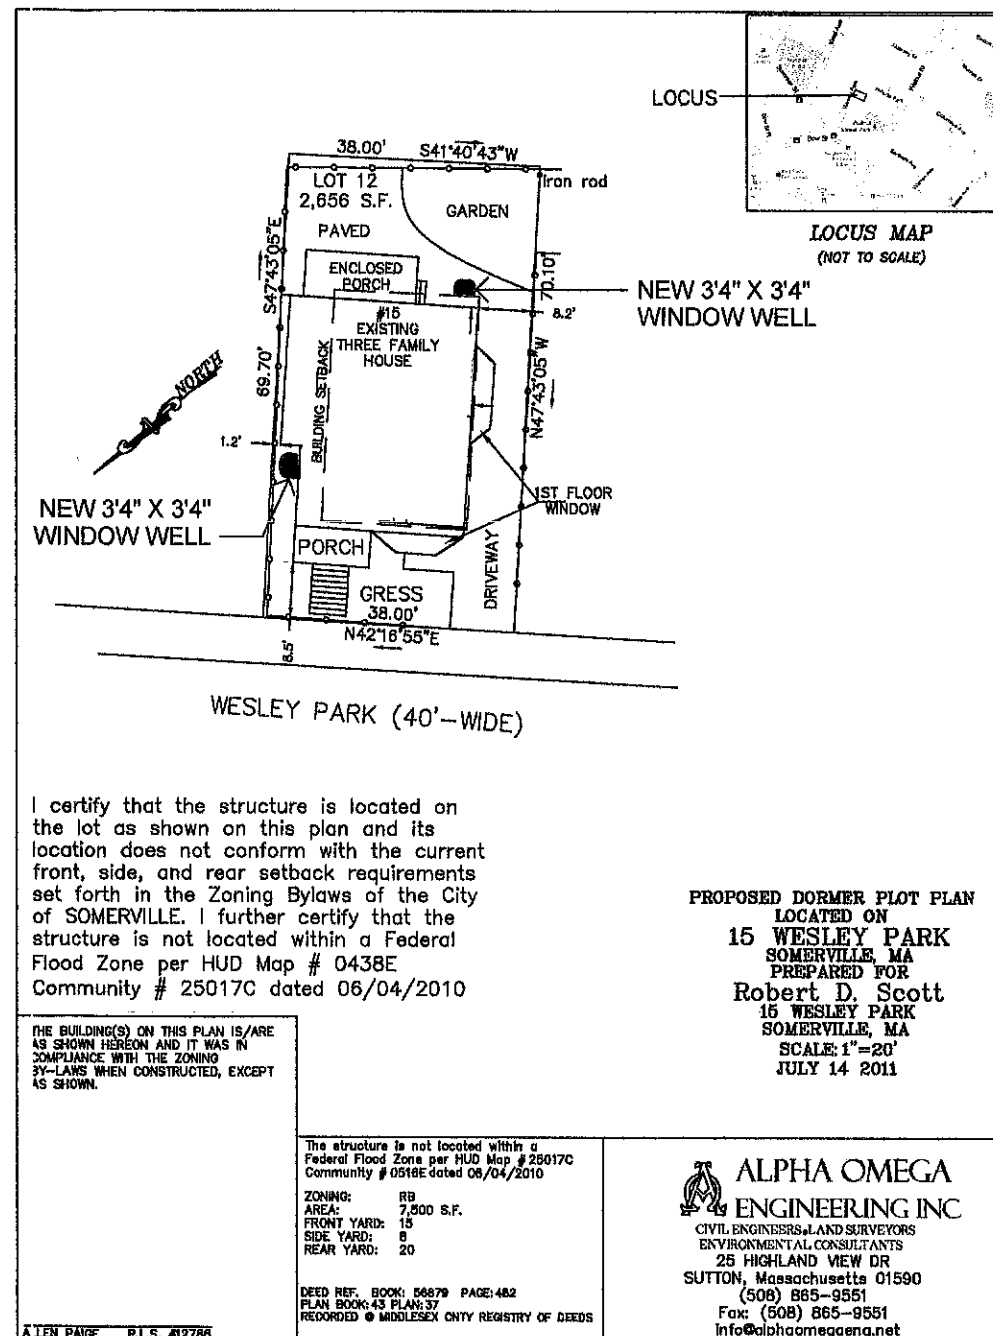 LOCUS
LOCUS MAP
(NOT TO SCALE)
38.00'
S41°40'43"W
Iron rod
LOT 12
2,656 S.F.
GARDEN
PAVED
S47°43'05"E
70.10'
ENCLOSED
PORCH
NEW 3'4" X 3'4"
WINDOW WELL
8.2'
#15
EXISTING
THREE FAMILY
HOUSE
BUILDING SETBACK
N47°43'05"W
69.70'
NORTH
1.2'
NEW 3'4" X 3'4"
WINDOW WELL
1ST FLOOR
WINDOW
PORCH
DRIVEWAY
GRESS
38.00'
N42°16'55"E
WESLEY PARK (40'-WIDE)
I certify that the structure is located on
the lot as shown on this plan and its
location does not conform with the current
front, side, and rear setback requirements
set forth in the Zoning Bylaws of the City
of SOMERVILLE. I further certify that the
structure is not located within a Federal
Flood Zone per HUD Map # 0438E
Community # 25017C dated 06/04/2010
PROPOSED DORMER PLOT PLAN
LOCATED ON
15 WESLEY PARK
SOMERVILLE, MA
PREPARED FOR
Robert D. Scott
15 WESLEY PARK
SOMERVILLE, MA
SCALE: 1"=20'
JULY 14 2011
THE BUILDING(S) ON THIS PLAN IS/ARE
AS SHOWN HEREON AND IT WAS IN
COMPLIANCE WITH THE ZONING
BY-LAWS WHEN CONSTRUCTED, EXCEPT
AS SHOWN.
The structure is not located within a
Federal Flood Zone per HUD Map #25017C
Community # 0516E dated 06/04/2010
ZONING: RB
AREA: 7,500 S.F.
FRONT YARD: 15
SIDE YARD: 8
REAR YARD: 20
DEED REF. BOOK: 56879 PAGE: 482
PLAN BOOK: 43 PLAN: 37
RECORDED @ MIDDLESEX CNTY REGISTRY OF DEEDS
ALPHA OMEGA
ENGINEERING INC
CIVIL ENGINEERS, LAND SURVEYORS
ENVIRONMENTAL CONSULTANTS
25 HIGHLAND VIEW DR
SUTTON, Massachusetts 01590
(508) 865-9551
Fax: (508) 865-9551
Info@alphaomegaeng.net